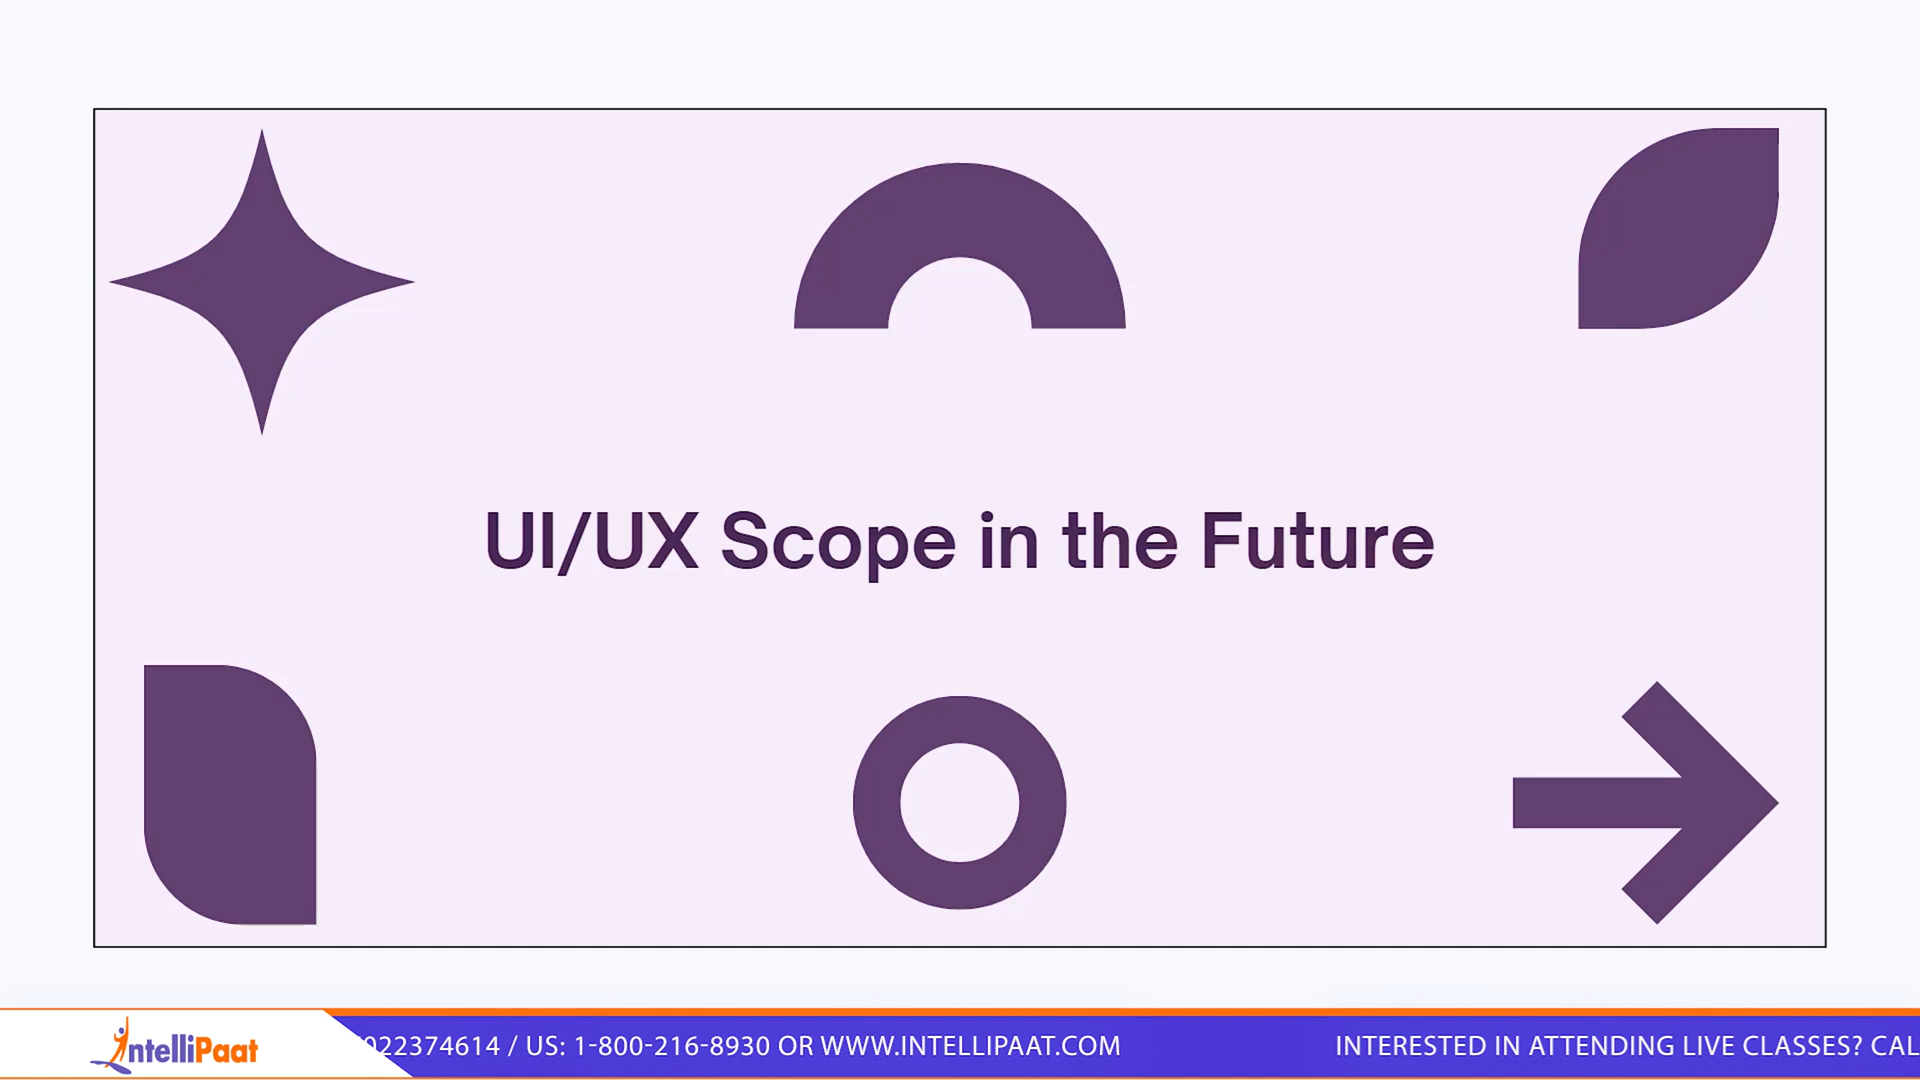 UI/UX Scope in the Future
IntelliPaat
022374614 / US: 1-800-216-8930 OR WWW.INTELLIPAAT.COM
INTERESTED IN ATTENDING LIVE CLASSES? CAL